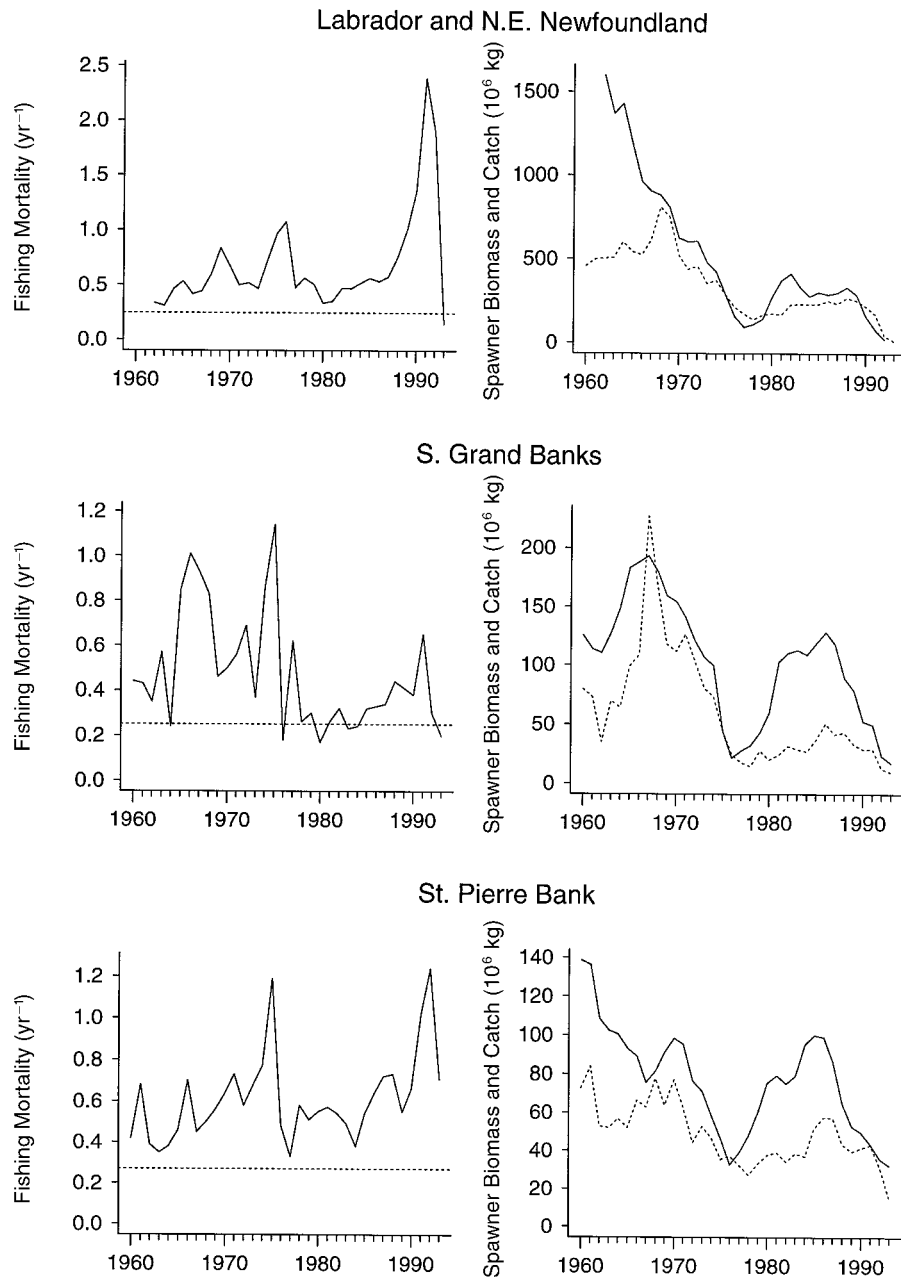 Labrador and N.E. Newfoundland
Fishing Mortality (yr⁻¹)
2.5
2.0
1.5
1.0
0.5
0.0
1960 1970 1980 1990
Spawner Biomass and Catch (10⁶ kg)
1500
1000
500
0
1960 1970 1980 1990
S. Grand Banks
Fishing Mortality (yr⁻¹)
1.2
1.0
0.8
0.6
0.4
0.2
0.0
1960 1970 1980 1990
Spawner Biomass and Catch (10⁶ kg)
200
150
100
50
0
1960 1970 1980 1990
St. Pierre Bank
Fishing Mortality (yr⁻¹)
1.2
1.0
0.8
0.6
0.4
0.2
0.0
1960 1970 1980 1990
Spawner Biomass and Catch (10⁶ kg)
140
120
100
80
60
40
20
0
1960 1970 1980 1990